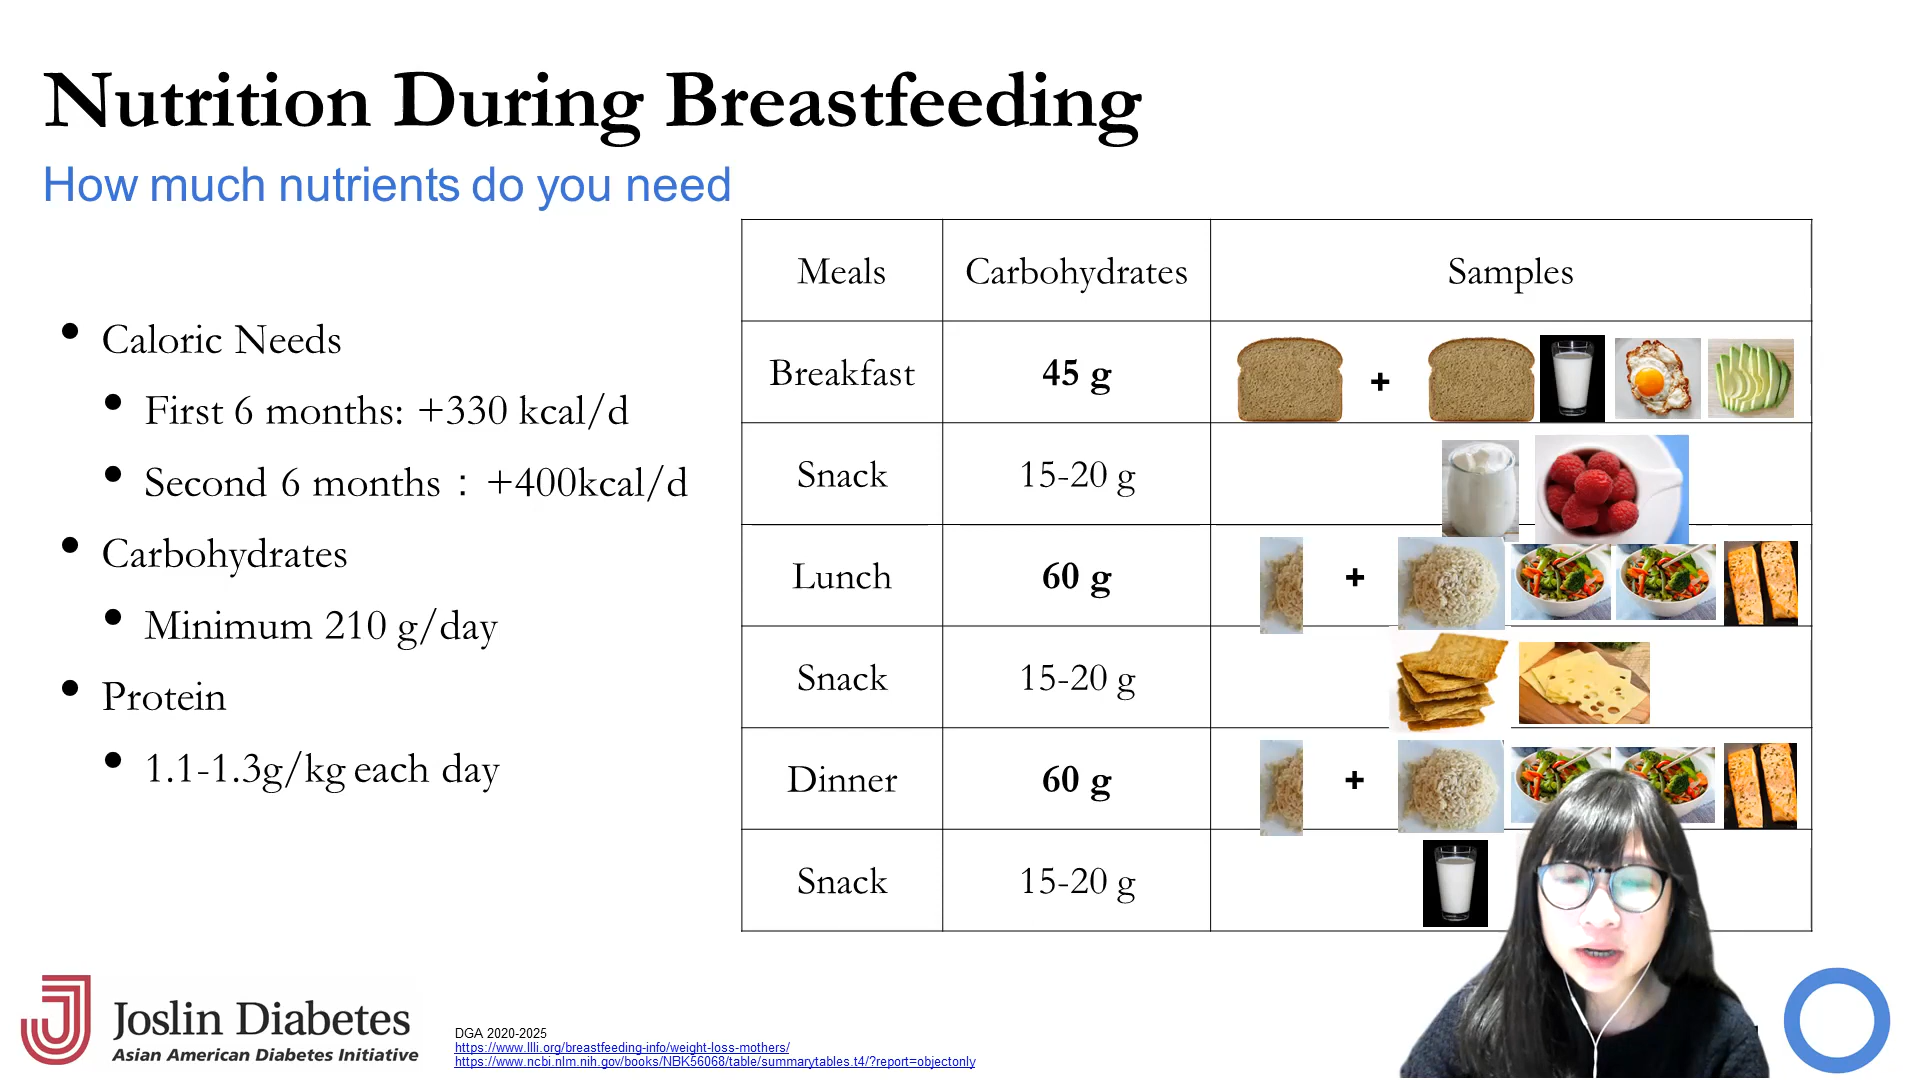 Nutrition During Breastfeeding
How much nutrients do you need
• Caloric Needs
• First 6 months: +330 kcal/d
• Second 6 months：+400kcal/d
• Carbohydrates
• Minimum 210 g/day
• Protein
• 1.1-1.3g/kg each day
Meals Carbohydrates Samples
Breakfast 45 g +
Snack 15-20 g
Lunch 60 g +
Snack 15-20 g
Dinner 60 g +
Snack 15-20 g
Joslin Diabetes
Asian American Diabetes Initiative
DGA 2020-2025
https://www.llli.org/breastfeeding-info/weight-loss-mothers/
https://www.ncbi.nlm.nih.gov/books/NBK56068/table/summarytables.t4/?report=objectonly